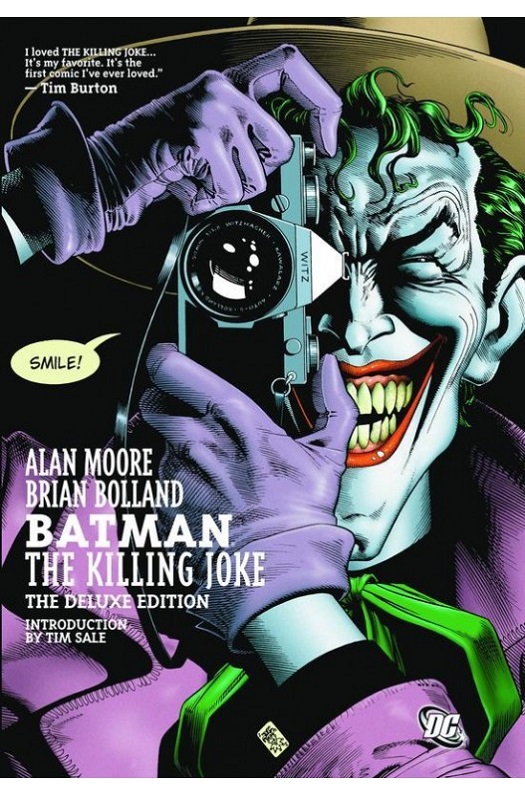 I loved THE KILLING JOKE...
It's my favorite. It's the
first comic I've ever loved."
— Tim Burton
WITZ
SMILE!
ALAN MOORE
BRIAN BOLLAND
BATMAN
THE KILLING JOKE
THE DELUXE EDITION
INTRODUCTION
BY TIM SALE
DC